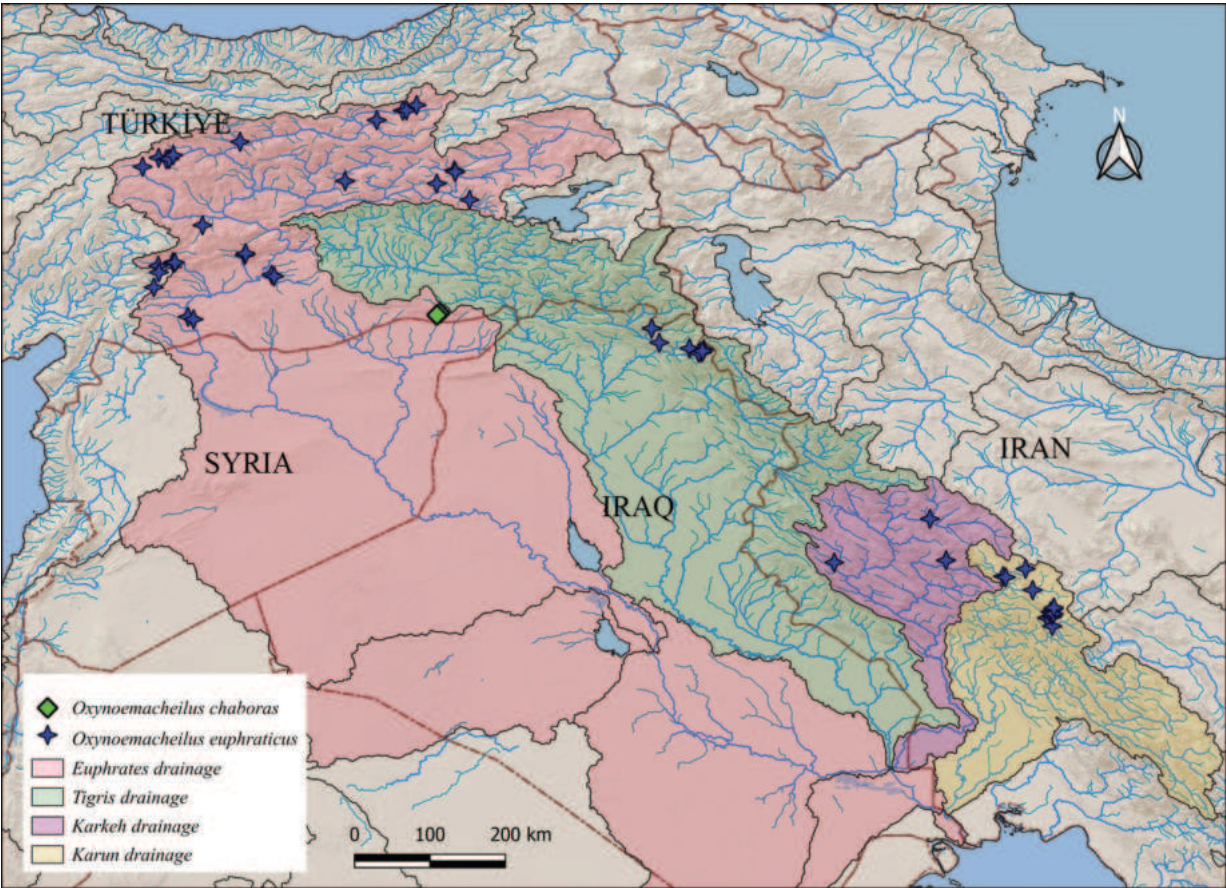 N
TÜRKİYE
IRAN
SYRIA
IRAQ
Oxynoemacheilus chaboras
Oxynoemacheilus euphraticus
Euphrates drainage
Tigris drainage
Karkeh drainage
Karun drainage
0 100 200 km